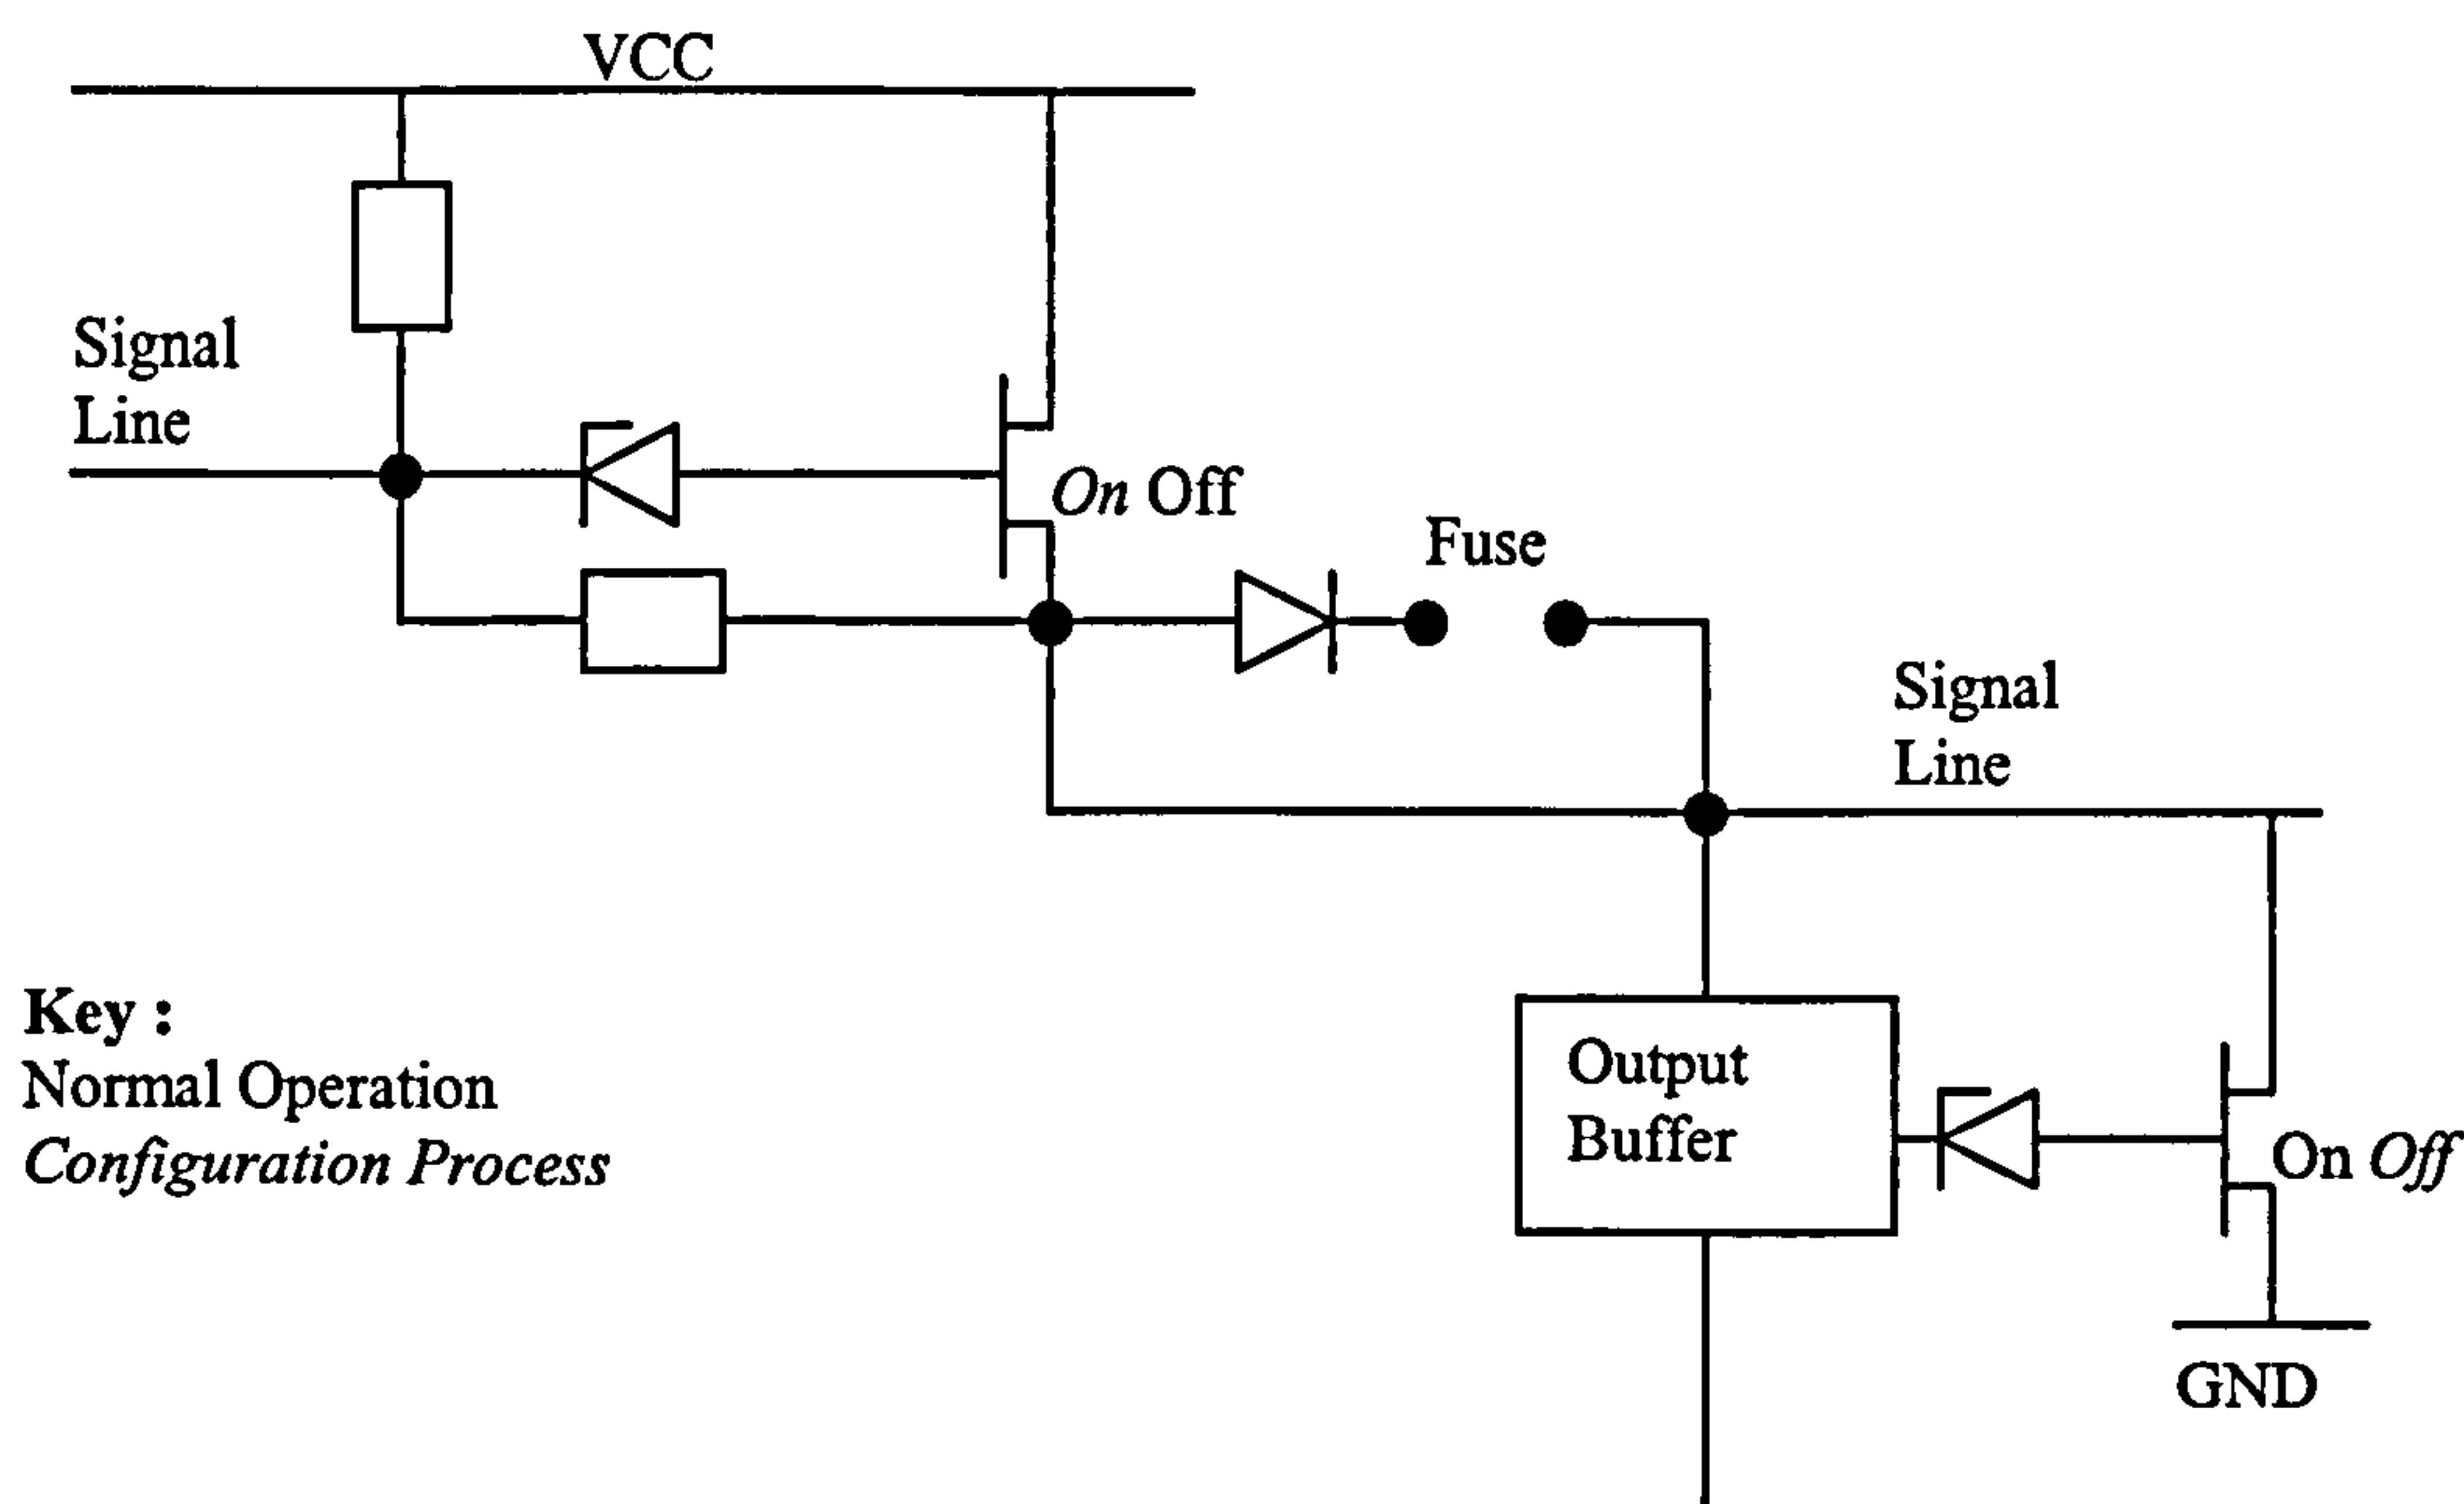 VCC
Signal
Line
On Off
Fuse
Signal
Line
Key :
Normal Operation
Configuration Process
Output
Buffer
On Off
GND